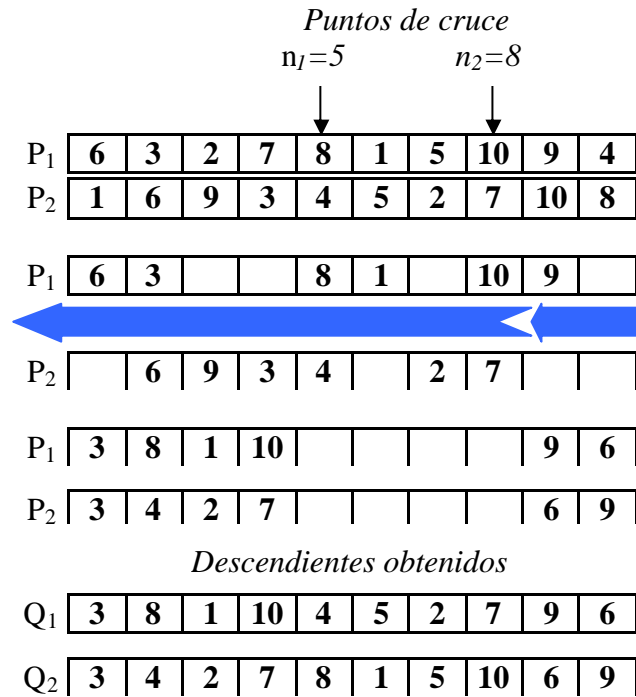 Puntos de cruce
n1=5 n2=8
P1 6 3 2 7 8 1 5 10 9 4
P2 1 6 9 3 4 5 2 7 10 8
P1 6 3 8 1 10 9
P2 6 9 3 4 2 7
P1 3 8 1 10 9 6
P2 3 4 2 7 6 9
Descendientes obtenidos
Q1 3 8 1 10 4 5 2 7 9 6
Q2 3 4 2 7 8 1 5 10 6 9